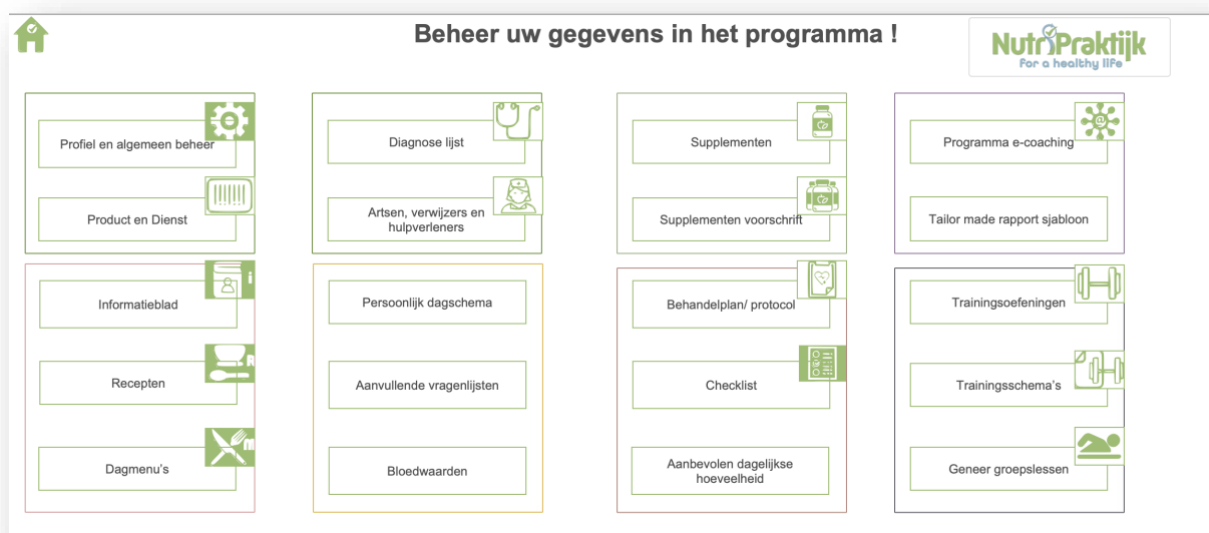 Beheer uw gegevens in het programma !
NutriPraktijk
For a healthy life
Profiel en algemeen beheer
Product en Dienst
Diagnose lijst
Artsen, verwijzers en
hulpverleners
Supplementen
Supplementen voorschrift
Programma e-coaching
Tailor made rapport sjabloon
Informatieblad
Recepten
Dagmenu's
Persoonlijk dagschema
Aanvullende vragenlijsten
Bloedwaarden
Behandelplan/ protocol
Checklist
Aanbevolen dagelijkse
hoeveelheid
Trainingsoefeningen
Trainingsschema's
Geneer groepslessen